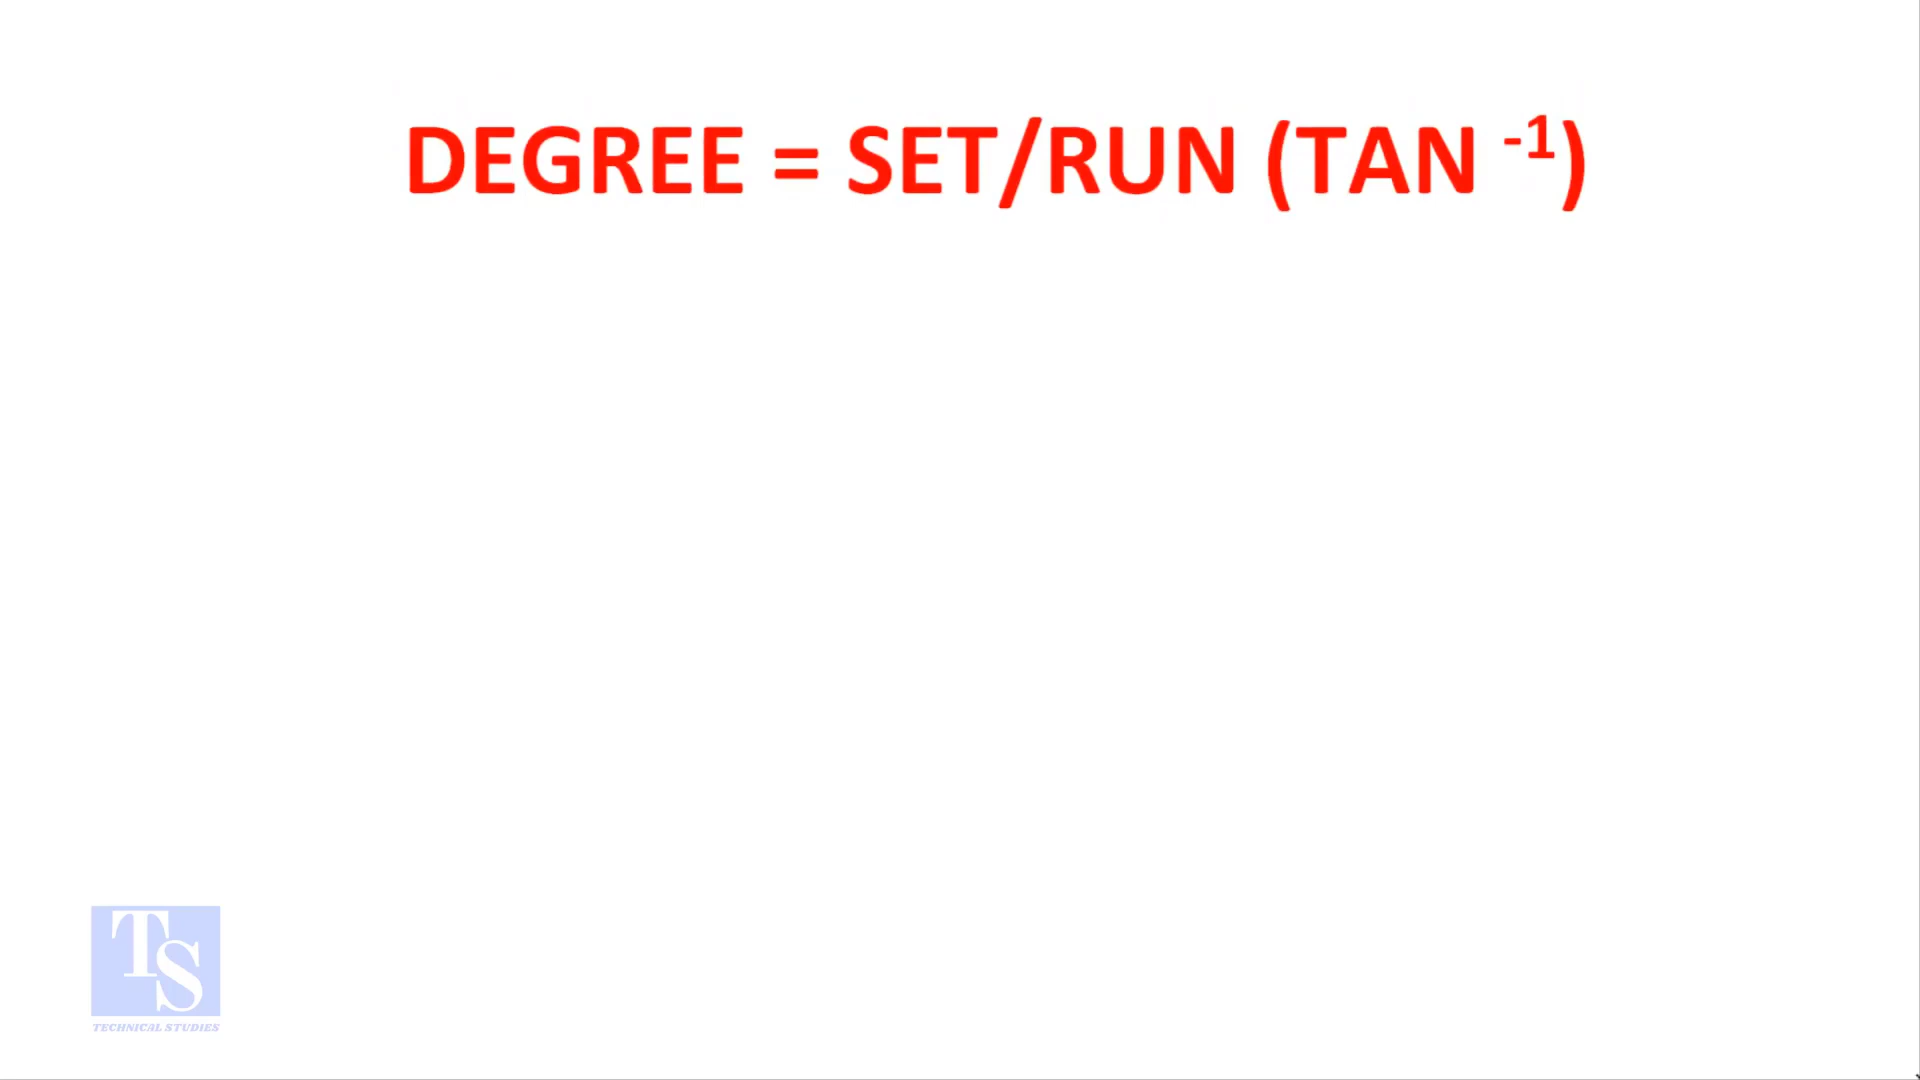 DEGREE = SET/RUN (TAN ⁻¹)
TS
TECHNICAL STUDIES